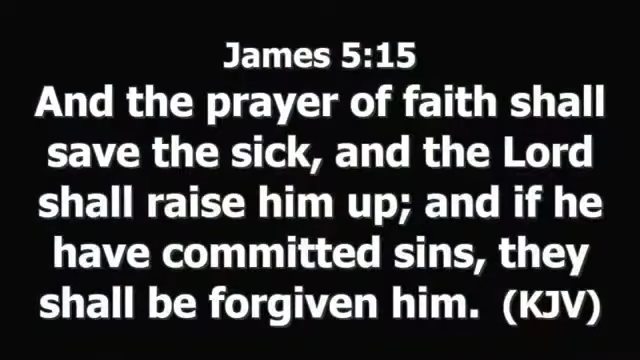 James 5:15
And the prayer of faith shall
save the sick, and the Lord
shall raise him up; and if he
have committed sins, they
shall be forgiven him.  (KJV)